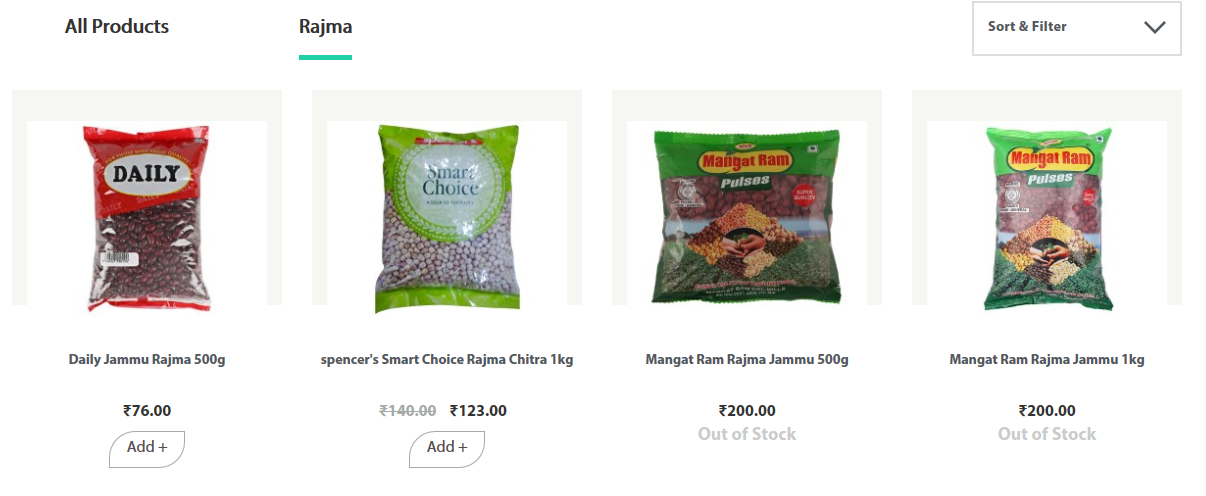 All Products
Rajma
Sort & Filter
DAILY
Smart
Choice
Mangat Ram
Pulses
SUPER
QUALITY
Mangat Ram
Pulses
Daily Jammu Rajma 500g
spencer's Smart Choice Rajma Chitra 1kg
Mangat Ram Rajma Jammu 500g
Mangat Ram Rajma Jammu 1kg
₹76.00
₹140.00 ₹123.00
₹200.00
₹200.00
Out of Stock
Out of Stock
Add +
Add +